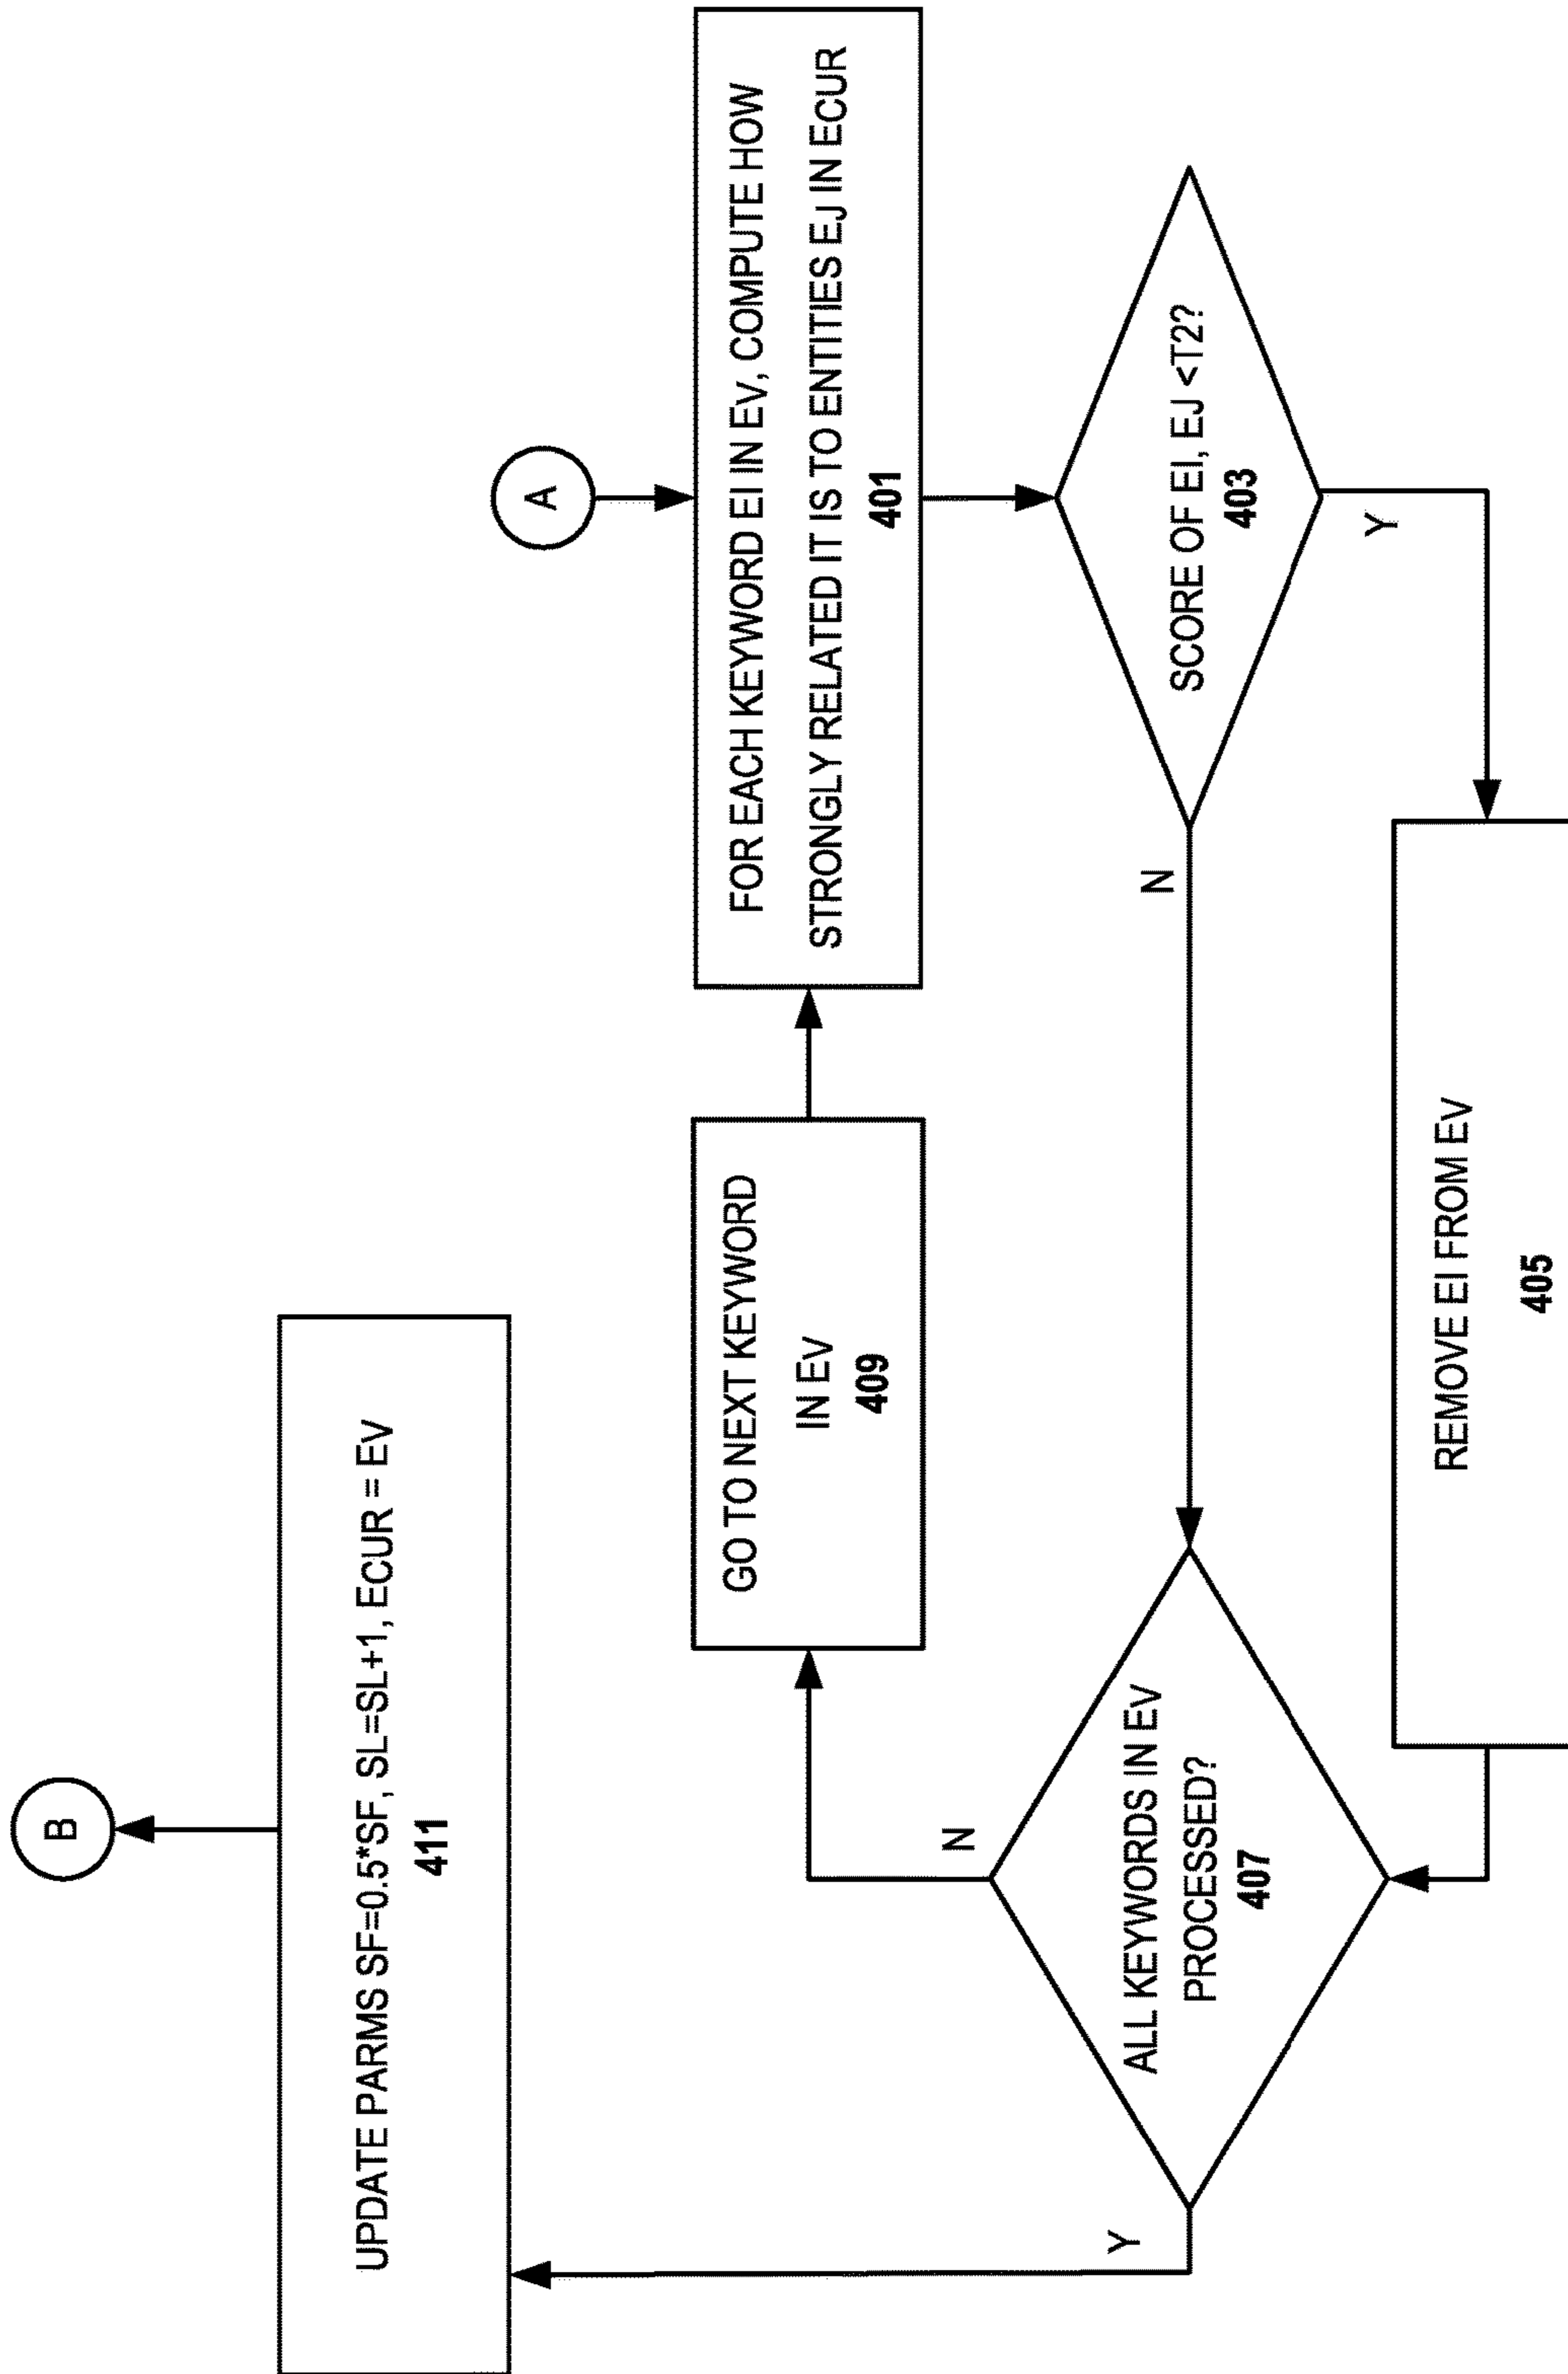 A
FOR EACH KEYWORD EI IN EV, COMPUTE HOW
STRONGLY RELATED IT IS TO ENTITIES EJ IN ECUR
401
SCORE OF EI, EJ <T2?
403
Y
N
REMOVE EI FROM EV
405
ALL KEYWORDS IN EV
PROCESSED?
407
N
Y
GO TO NEXT KEYWORD
IN EV
409
UPDATE PARMS SF=0.5*SF, SL=SL+1, ECUR = EV
411
B